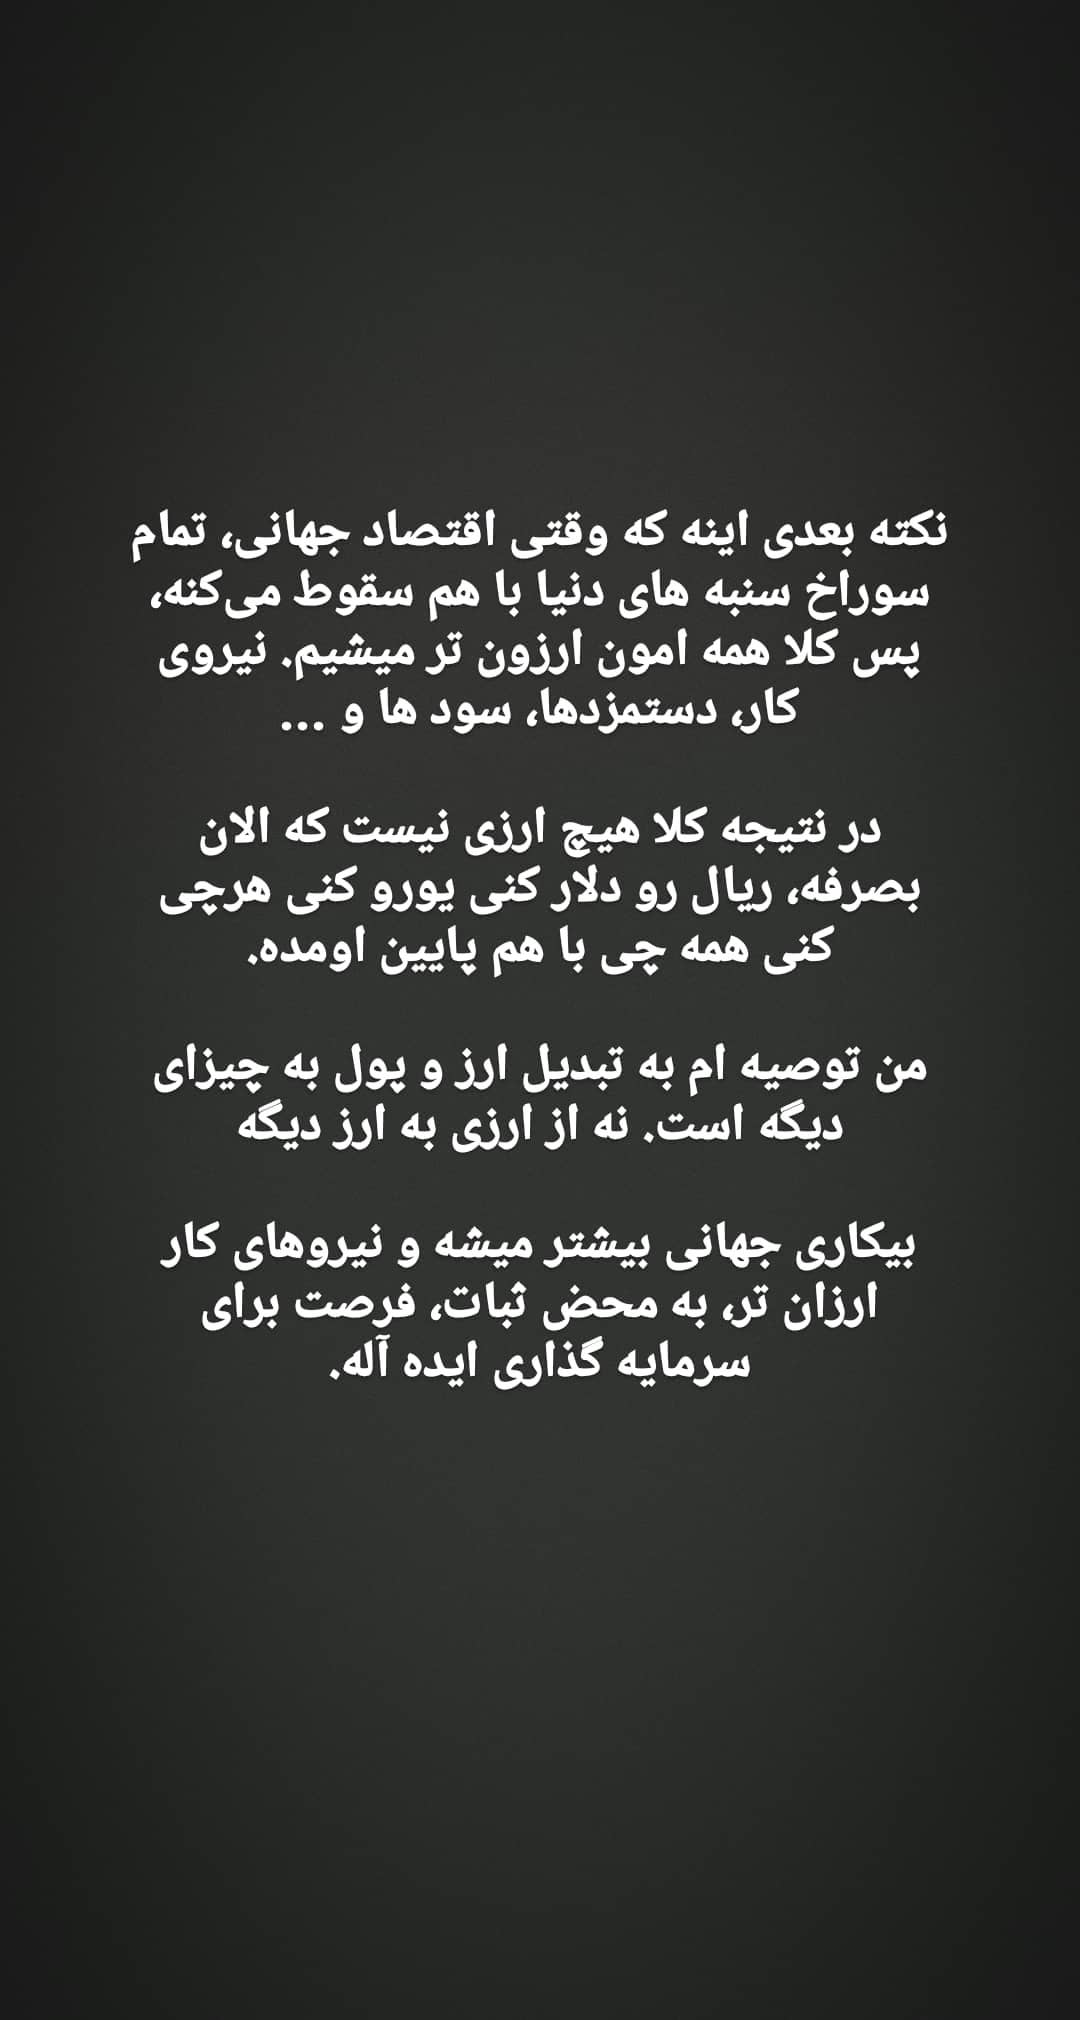 نکته بعدی اینه که وقتی اقتصاد جهانی، تمام
سوراخ سنبه های دنیا با هم سقوط می‌کنه،
پس کلا همه امون ارزون تر میشیم. نیروی
کار، دستمزدها، سود ها و ...
در نتیجه کلا هیچ ارزی نیست که الان
بصرفه، ریال رو دلار کنی یورو کنی هرچی
کنی همه چی با هم پایین اومده.
من توصیه ام به تبدیل ارز و پول به چیزای
دیگه است. نه از ارزی به ارز دیگه
بیکاری جهانی بیشتر میشه و نیروهای کار
ارزان تر، به محض ثبات، فرصت برای
سرمایه گذاری ایده آله.